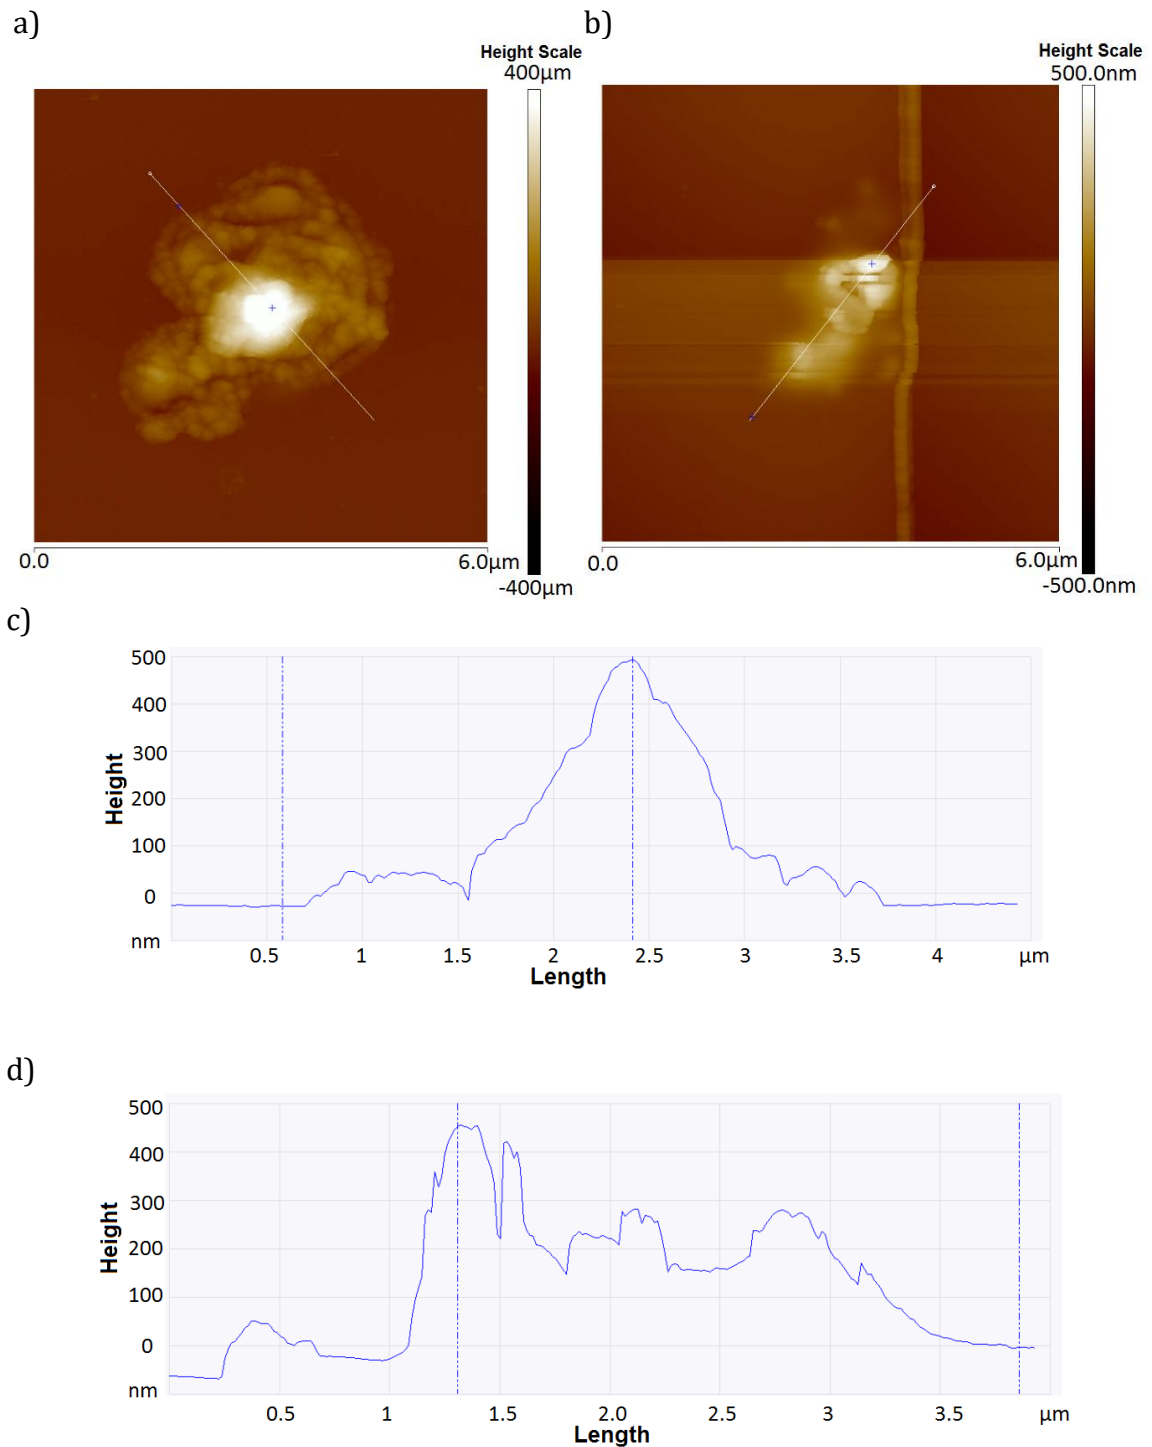 a)
b)
Height Scale
400μm
Height Scale
500.0nm
0.0
6.0μm
-400μm
0.0
6.0μm
-500.0nm
c)
500
400
300
200
100
0
nm
Height
0.5 1 1.5 2 2.5 3 3.5 4 μm
Length
d)
500
400
300
200
100
0
nm
Height
0.5 1 1.5 2.0 2.5 3 3.5 μm
Length